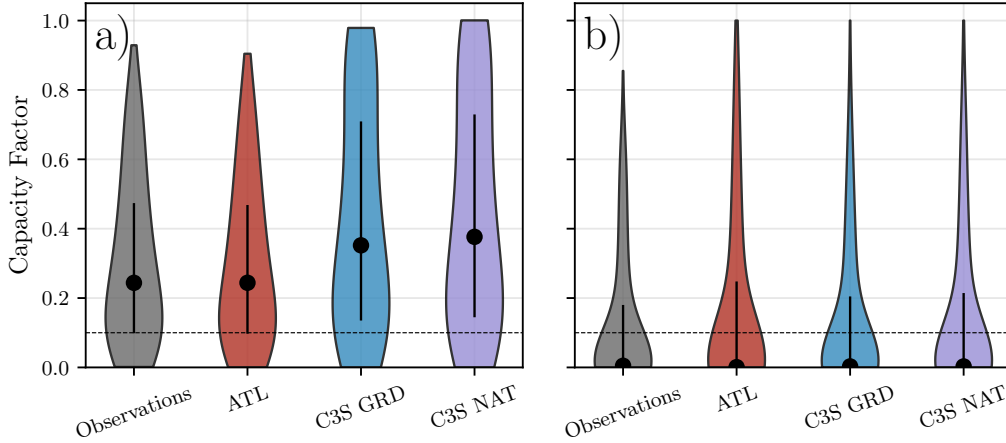 a)
b)
Capacity Factor
1.0
0.8
0.6
0.4
0.2
0.0
Observations
ATL
C3S GRD
C3S NAT
Observations
ATL
C3S GRD
C3S NAT